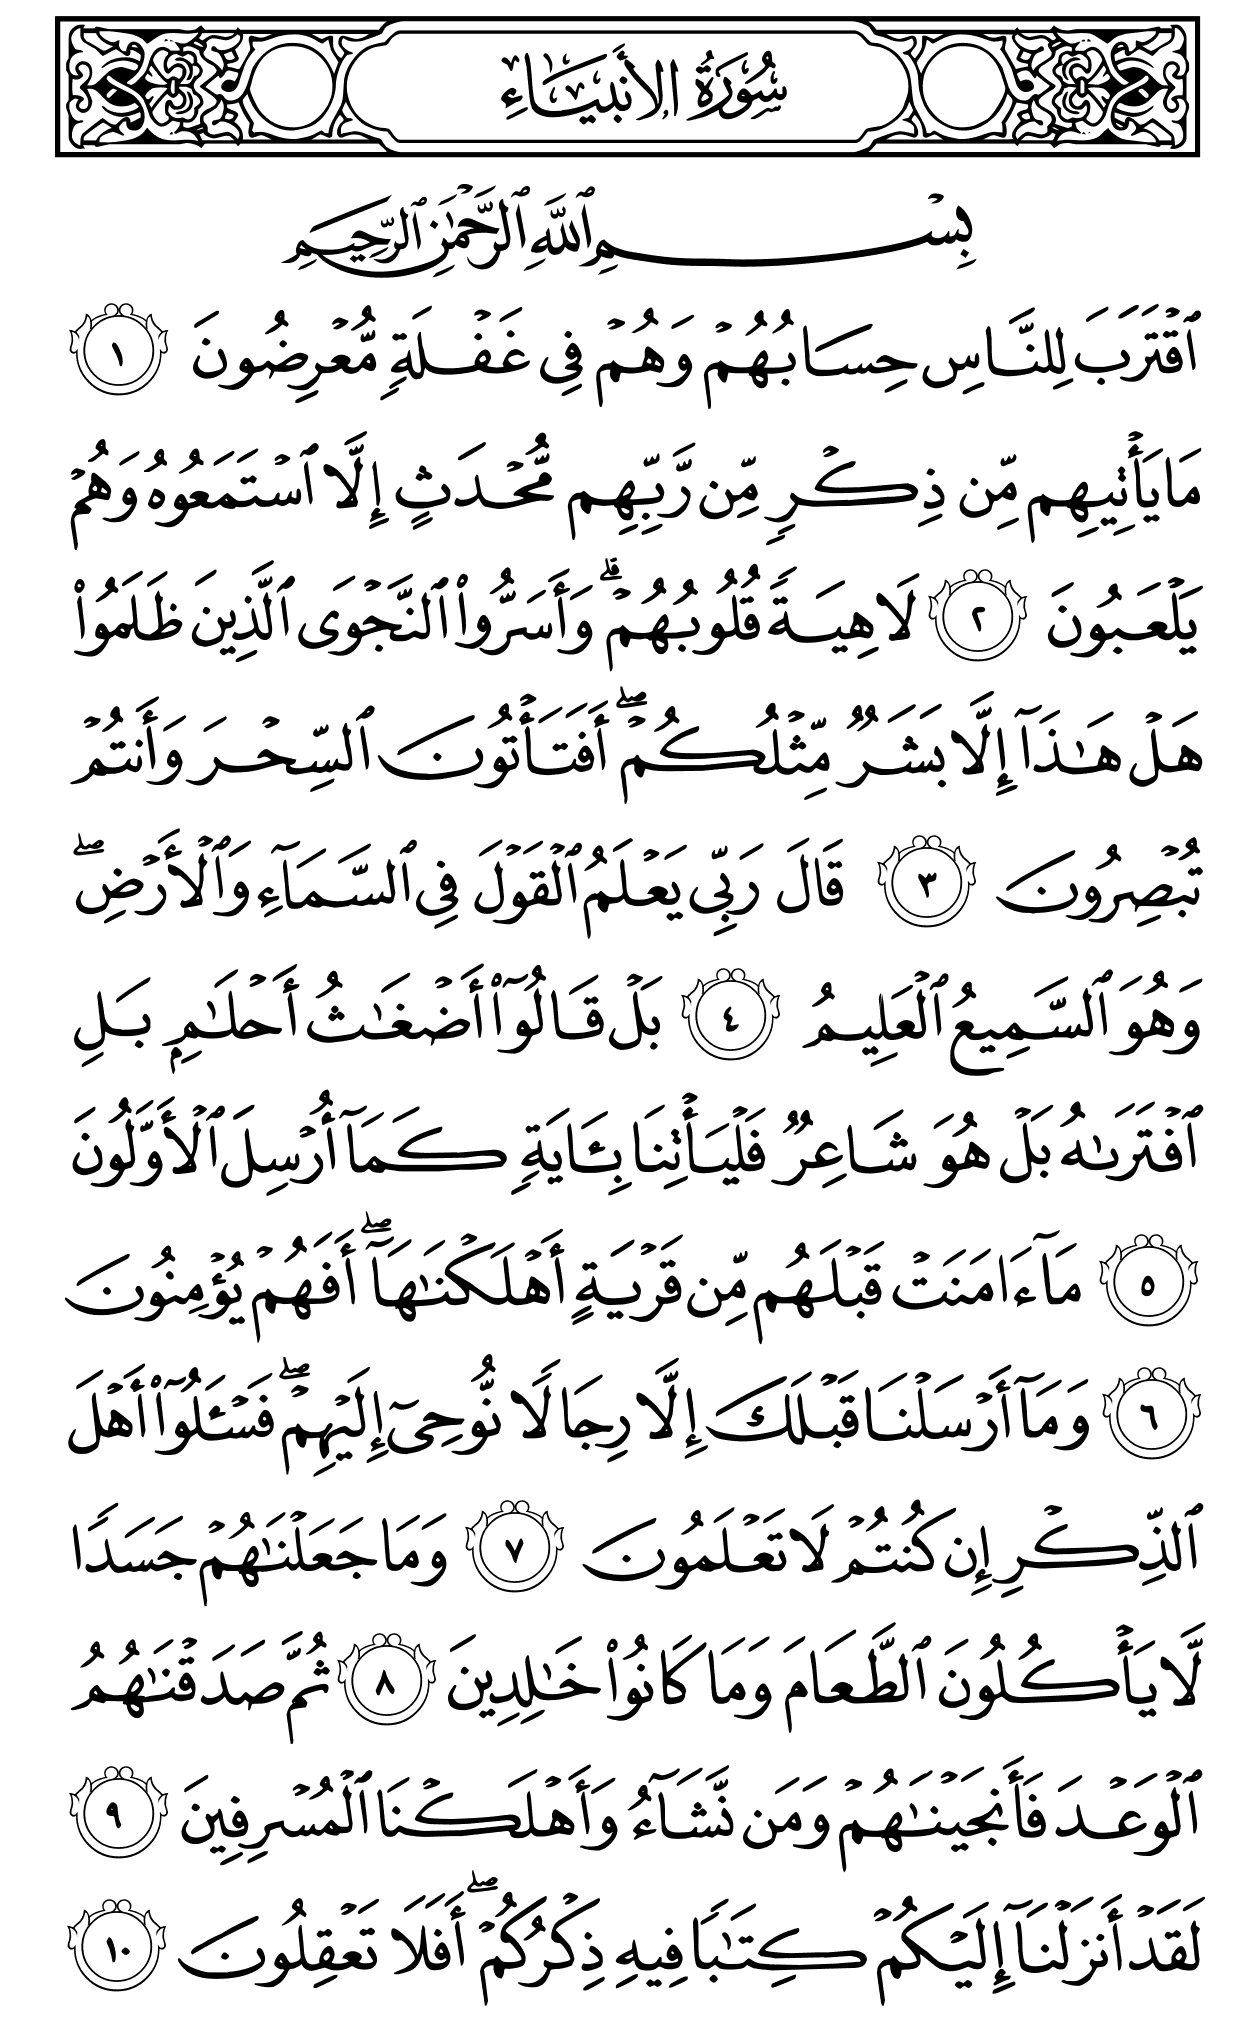 سُورَةُ الأَنبِيَاءِ
بِسْمِ ٱللَّهِ ٱلرَّحْمَٰنِ ٱلرَّحِيمِ
ٱقْتَرَبَ لِلنَّاسِ حِسَابُهُمْ وَهُمْ فِي غَفْلَةٍ مُّعْرِضُونَ ١
مَا يَأْتِيهِم مِّن ذِكْرٍ مِّن رَّبِّهِم مُّحْدَثٍ إِلَّا ٱسْتَمَعُوهُ وَهُمْ
يَلْعَبُونَ ٢ لَاهِيَةً قُلُوبُهُمْ ۗ وَأَسَرُّوا۟ ٱلنَّجْوَى ٱلَّذِينَ ظَلَمُوا۟
هَلْ هَٰذَآ إِلَّا بَشَرٌ مِّثْلُكُمْ ۖ أَفَتَأْتُونَ ٱلسِّحْرَ وَأَنتُمْ
تُبْصِرُونَ ٣ قَالَ رَبِّي يَعْلَمُ ٱلْقَوْلَ فِي ٱلسَّمَآءِ وَٱلْأَرْضِ ۖ
وَهُوَ ٱلسَّمِيعُ ٱلْعَلِيمُ ٤ بَلْ قَالُوٓا۟ أَضْغَٰثُ أَحْلَٰمٍۭ بَلِ
ٱفْتَرَىٰهُ بَلْ هُوَ شَاعِرٌ فَلْيَأْتِنَا بِـَٔايَةٍ كَمَآ أُرْسِلَ ٱلْأَوَّلُونَ
٥ مَآ ءَامَنَتْ قَبْلَهُم مِّن قَرْيَةٍ أَهْلَكْنَٰهَآ ۖ أَفَهُمْ يُؤْمِنُونَ
٦ وَمَآ أَرْسَلْنَا قَبْلَكَ إِلَّا رِجَالًا نُّوحِىٓ إِلَيْهِمْ ۖ فَسْـَٔلُوٓا۟ أَهْلَ
ٱلذِّكْرِ إِن كُنتُمْ لَا تَعْلَمُونَ ٧ وَمَا جَعَلْنَٰهُمْ جَسَدًا
لَّا يَأْكُلُونَ ٱلطَّعَامَ وَمَا كَانُوا۟ خَٰلِدِينَ ٨ ثُمَّ صَدَقْنَٰهُمُ
ٱلْوَعْدَ فَأَنجَيْنَٰهُمْ وَمَن نَّشَآءُ وَأَهْلَكْنَا ٱلْمُسْرِفِينَ ٩
لَقَدْ أَنزَلْنَآ إِلَيْكُمْ كِتَٰبًا فِيهِ ذِكْرُكُمْ ۖ أَفَلَا تَعْقِلُونَ ١٠